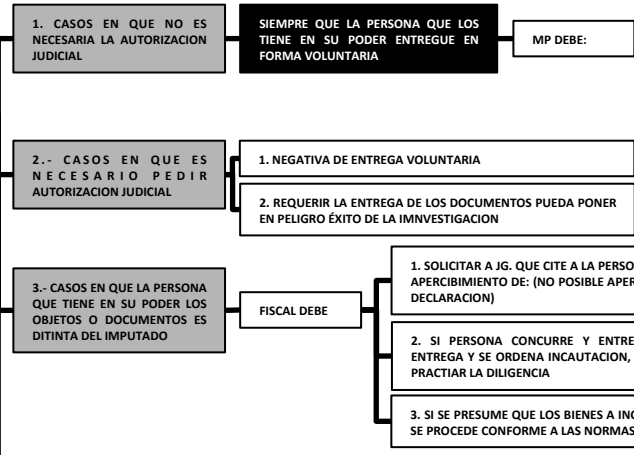 1. CASOS EN QUE NO ES
NECESARIA LA AUTORIZACION
JUDICIAL
SIEMPRE QUE LA PERSONA QUE LOS
TIENE EN SU PODER ENTREGUE EN
FORMA VOLUNTARIA
MP DEBE:
2.- CASOS EN QUE ES
NECESARIO PEDIR
AUTORIZACION JUDICIAL
1. NEGATIVA DE ENTREGA VOLUNTARIA
2. REQUERIR LA ENTREGA DE LOS DOCUMENTOS PUEDA PONER
EN PELIGRO ÉXITO DE LA IMNVESTIGACION
3.- CASOS EN QUE LA PERSONA
QUE TIENE EN SU PODER LOS
OBJETOS O DOCUMENTOS ES
DITINTA DEL IMPUTADO
FISCAL DEBE
1. SOLICITAR A JG. QUE CITE A LA
APERCIBIMIENTO DE: (NO POSIBLE
DECLARACION)
2. SI PERSONA CONCURRE Y
ENTREGA Y SE ORDENA INCAUTACION,
PRACTIAR LA DILIGENCIA
3. SI SE PRESUME QUE LOS BIENES A
SE PROCEDE CONFORME A LAS NORMAS